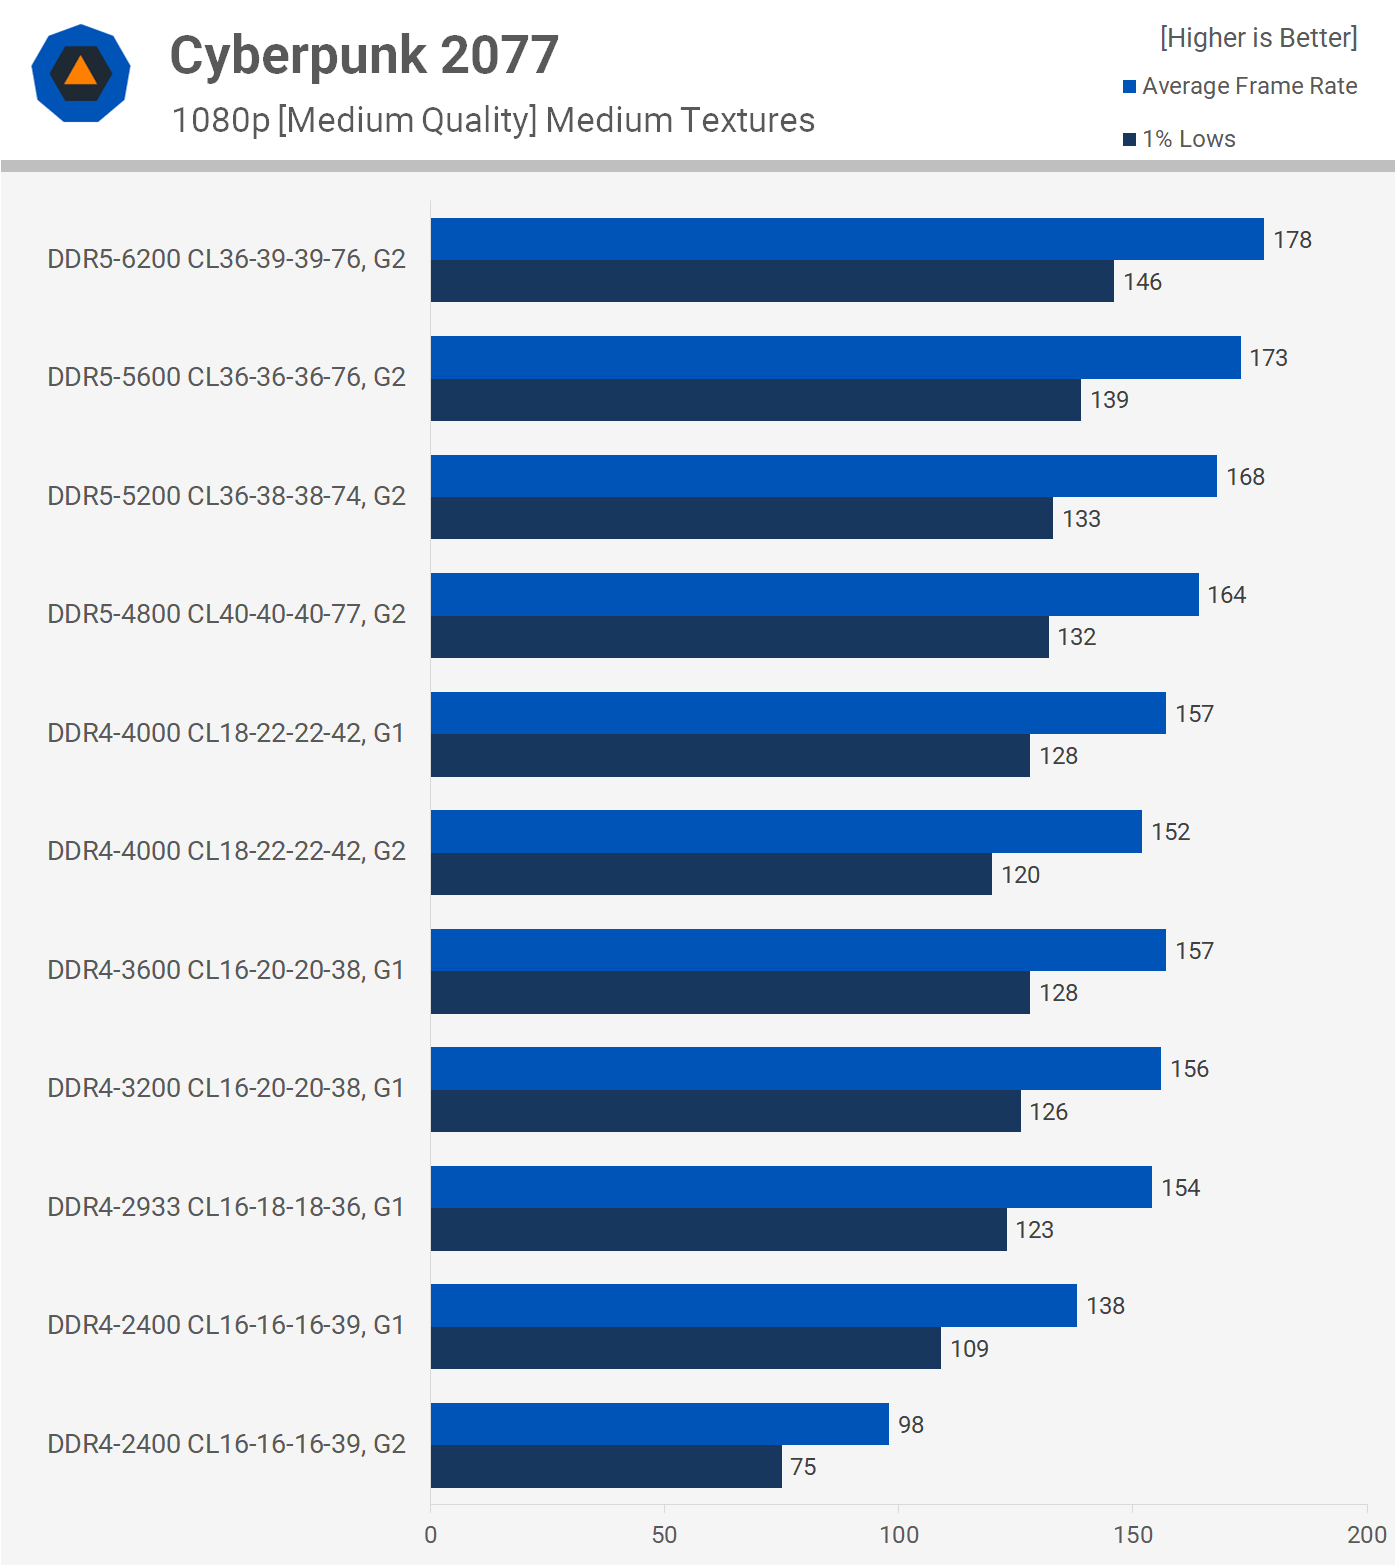 Cyberpunk 2077
1080p [Medium Quality] Medium Textures
[Higher is Better]
Average Frame Rate
1% Lows
DDR5-6200 CL36-39-39-76, G2
178
146
DDR5-5600 CL36-36-36-76, G2
173
139
DDR5-5200 CL36-38-38-74, G2
168
133
DDR5-4800 CL40-40-40-77, G2
164
132
DDR4-4000 CL18-22-22-42, G1
157
128
DDR4-4000 CL18-22-22-42, G2
152
120
DDR4-3600 CL16-20-20-38, G1
157
128
DDR4-3200 CL16-20-20-38, G1
156
126
DDR4-2933 CL16-18-18-36, G1
154
123
DDR4-2400 CL16-16-16-39, G1
138
109
DDR4-2400 CL16-16-16-39, G2
98
75
0 50 100 150 200